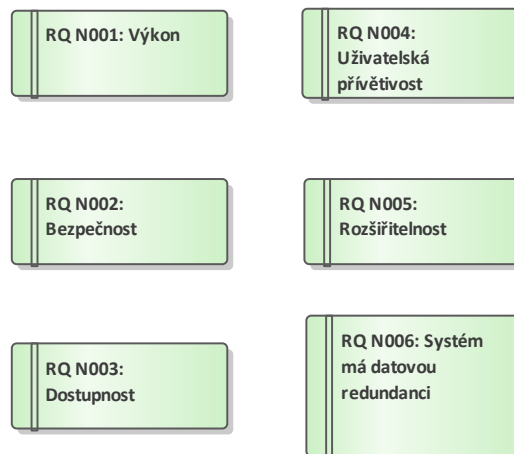 RQ N001: Výkon
RQ N002:
Bezpečnost
RQ N003:
Dostupnost
RQ N004:
Uživatelská
přívětivost
RQ N005:
Rozšiřitelnost
RQ N006: Systém
má datovou
redundanci